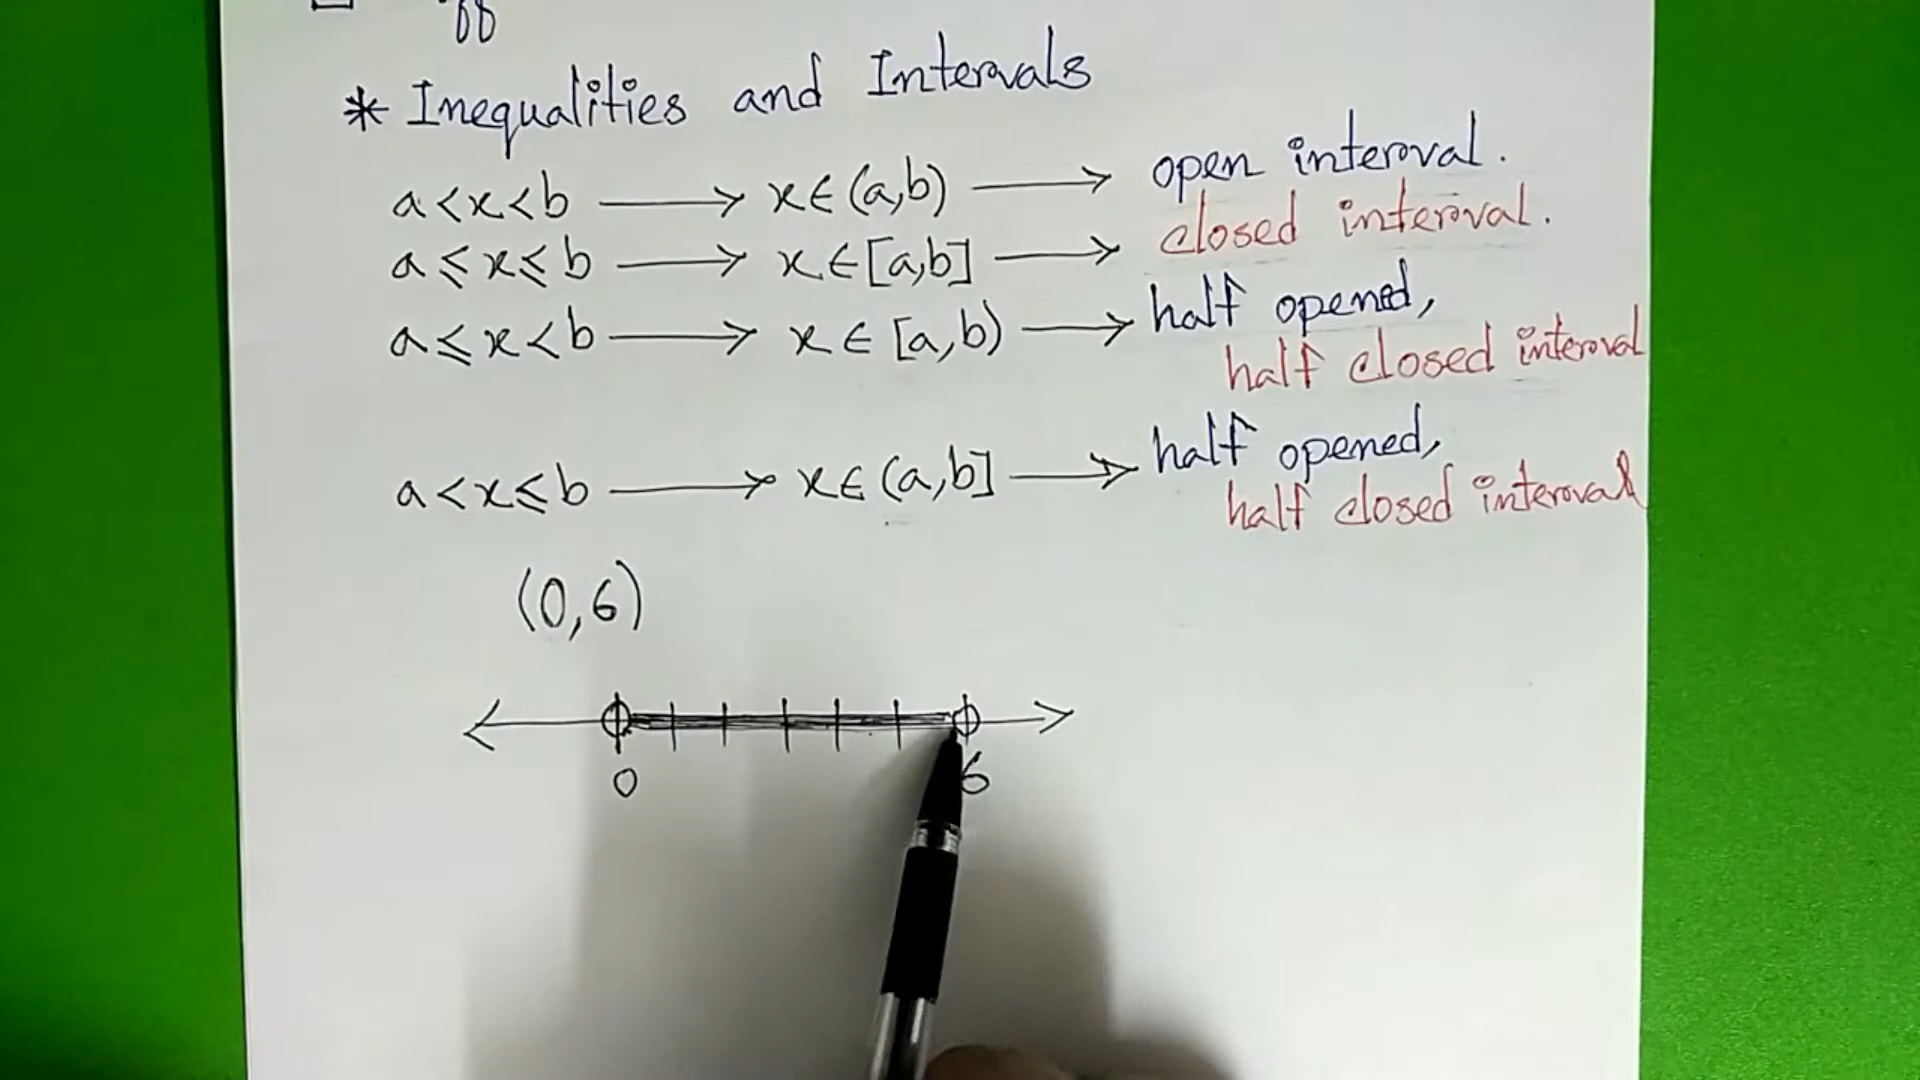 * Inequalities and Intervals
a<x<b ⟶ x∈(a,b) ⟶ open interval.
a⩽x⩽b ⟶ x∈[a,b] ⟶ closed interval.
a⩽x<b ⟶ x∈[a,b) ⟶ half opened,
half closed interval
a<x⩽b ⟶ x∈(a,b] ⟶ half opened,
half closed interval
(0,6)
0 6